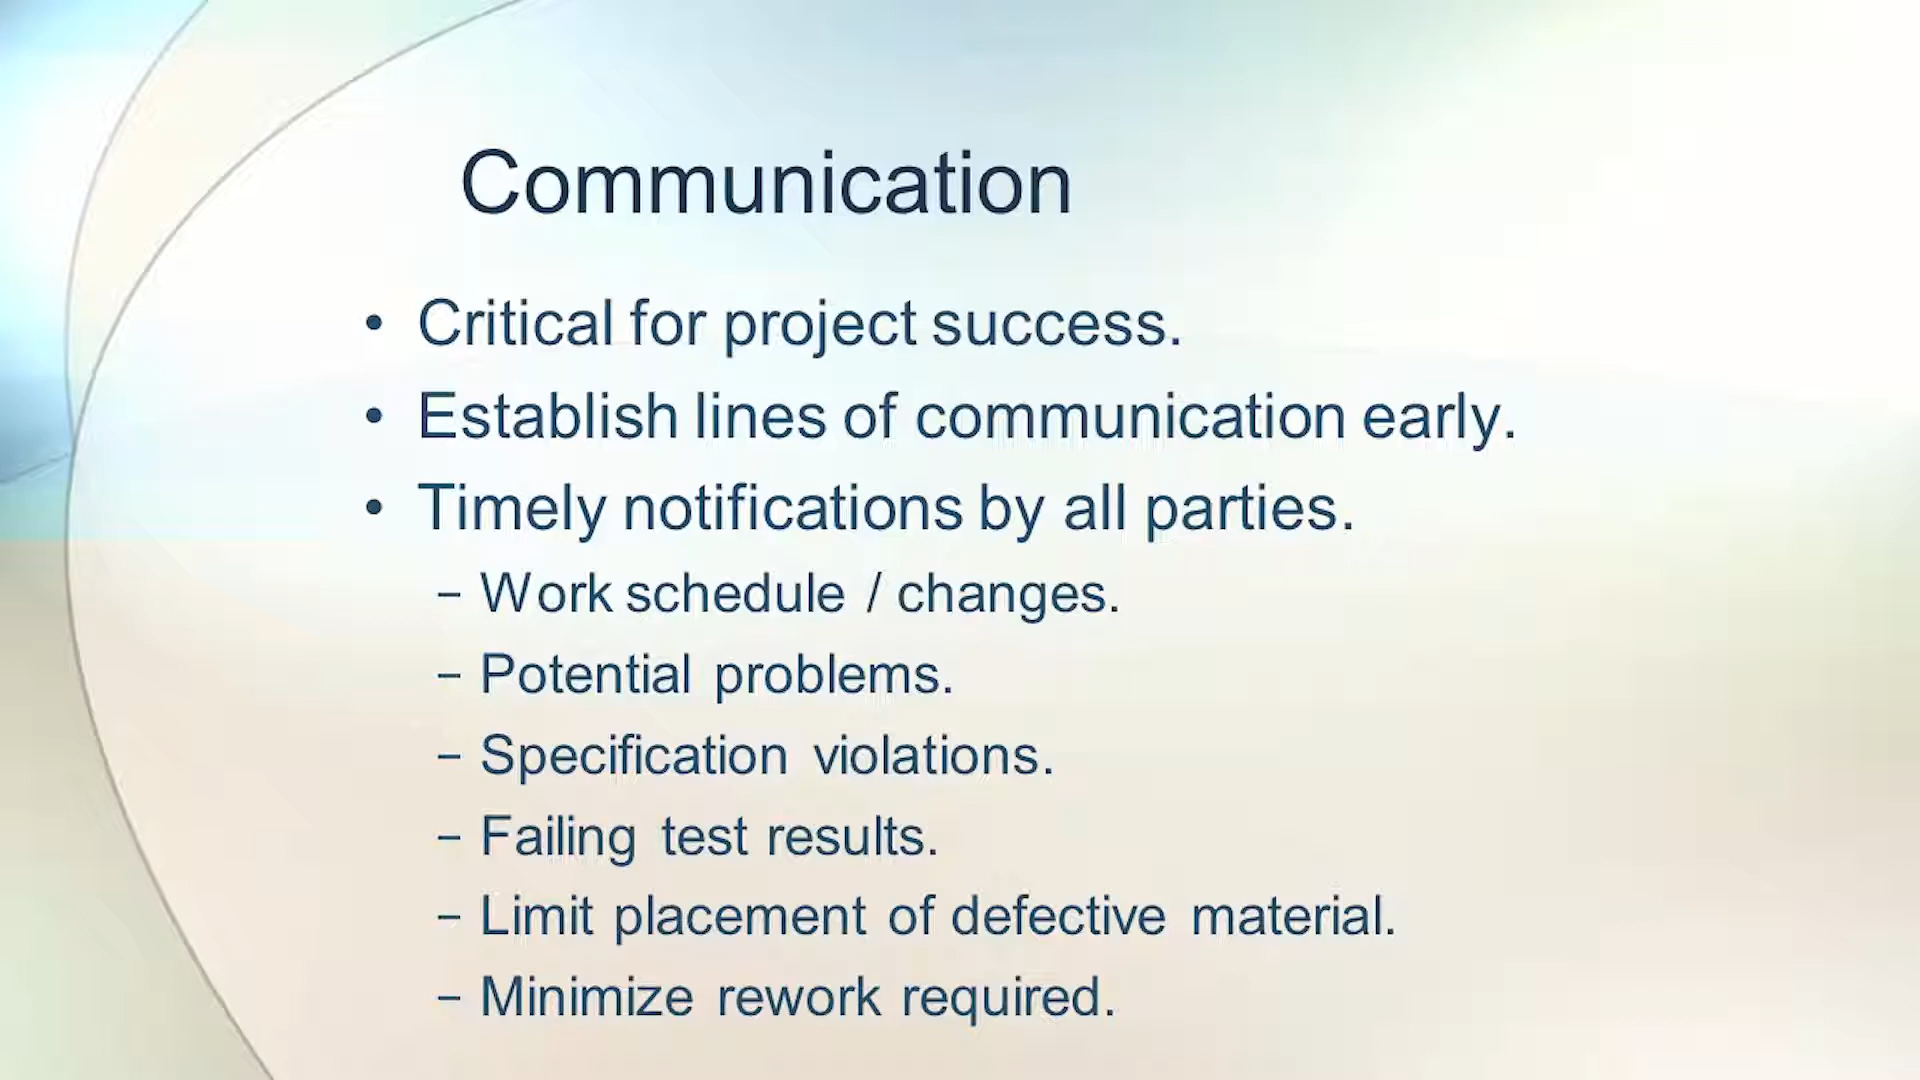 Communication
• Critical for project success.
• Establish lines of communication early.
• Timely notifications by all parties.
– Work schedule / changes.
– Potential problems.
– Specification violations.
– Failing test results.
– Limit placement of defective material.
– Minimize rework required.